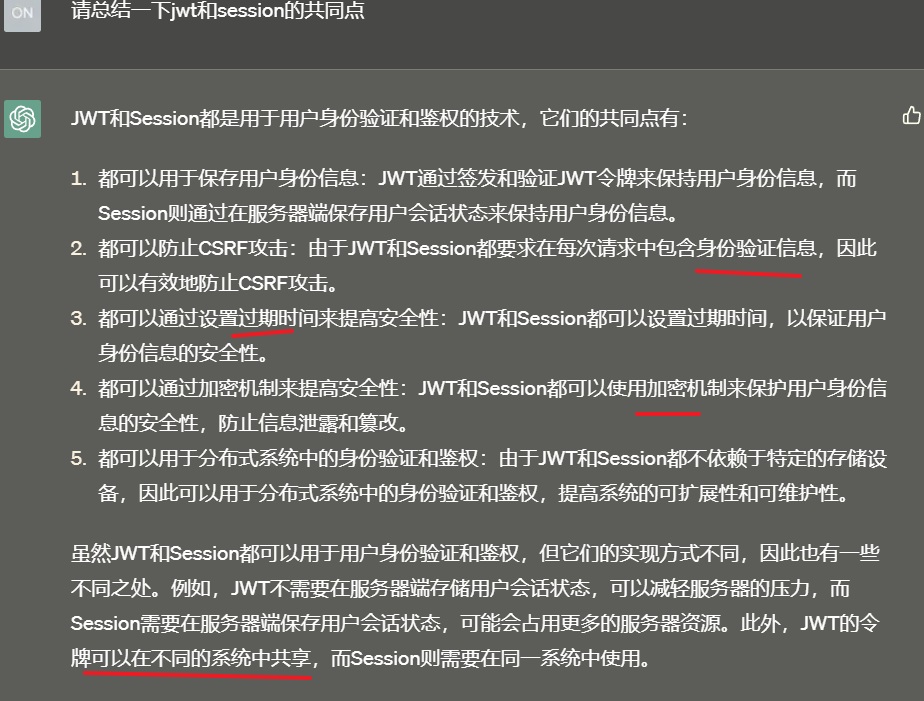 ON
请总结一下jwt和session的共同点
JWT和Session都是用于用户身份验证和鉴权的技术，它们的共同点有：
1. 都可以用于保存用户身份信息：JWT通过签发和验证JWT令牌来保持用户身份信息，而
Session则通过在服务器端保存用户会话状态来保持用户身份信息。
2. 都可以防止CSRF攻击：由于JWT和Session都要求在每次请求中包含身份验证信息，因此
可以有效地防止CSRF攻击。
3. 都可以通过设置过期时间来提高安全性：JWT和Session都可以设置过期时间，以保证用户
身份信息的安全性。
4. 都可以通过加密机制来提高安全性：JWT和Session都可以使用加密机制来保护用户身份信
息的安全性，防止信息泄露和篡改。
5. 都可以用于分布式系统中的身份验证和鉴权：由于JWT和Session都不依赖于特定的存储设
备，因此可以用于分布式系统中的身份验证和鉴权，提高系统的可扩展性和可维护性。
虽然JWT和Session都可以用于用户身份验证和鉴权，但它们的实现方式不同，因此也有一些
不同之处。例如，JWT不需要在服务器端存储用户会话状态，可以减轻服务器的压力，而
Session需要在服务器端保存用户会话状态，可能会占用更多的服务器资源。此外，JWT的令
牌可以在不同的系统中共享，而Session则需要在同一系统中使用。